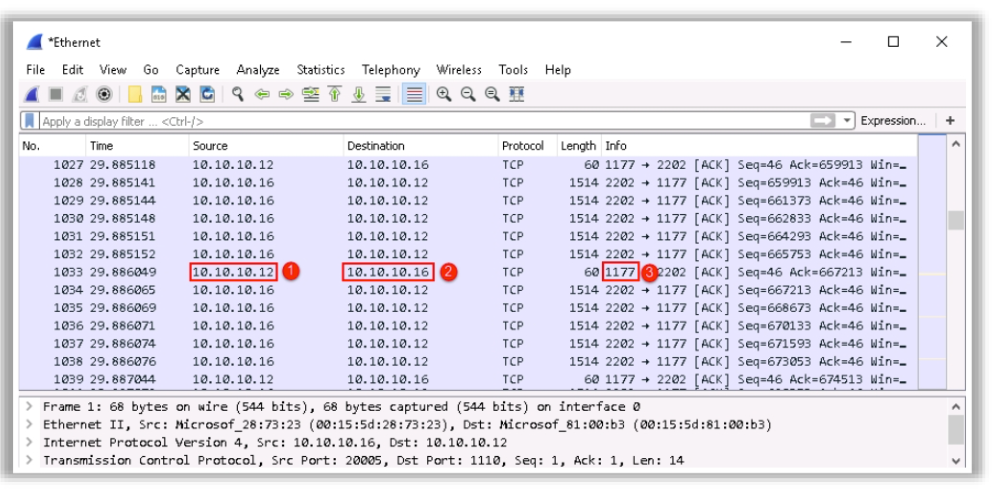 *Ethernet
File Edit View Go Capture Analyze Statistics Telephony Wireless Tools Help
Apply a display filter ... <Ctrl-/> Expression... +
No. Time Source Destination Protocol Length Info
1027 29.885118 10.10.10.12 10.10.10.16 TCP 60 1177 → 2202 [ACK] Seq=46 Ack=659913 Win=…
1028 29.885141 10.10.10.16 10.10.10.12 TCP 1514 2202 → 1177 [ACK] Seq=659913 Ack=46 Win=…
1029 29.885144 10.10.10.16 10.10.10.12 TCP 1514 2202 → 1177 [ACK] Seq=661373 Ack=46 Win=…
1030 29.885148 10.10.10.16 10.10.10.12 TCP 1514 2202 → 1177 [ACK] Seq=662833 Ack=46 Win=…
1031 29.885151 10.10.10.16 10.10.10.12 TCP 1514 2202 → 1177 [ACK] Seq=664293 Ack=46 Win=…
1032 29.885152 10.10.10.16 10.10.10.12 TCP 1514 2202 → 1177 [ACK] Seq=665753 Ack=46 Win=…
1033 29.886049 10.10.10.12 1 10.10.10.16 2 TCP 60 1177 3 2202 [ACK] Seq=46 Ack=667213 Win=…
1034 29.886065 10.10.10.16 10.10.10.12 TCP 1514 2202 → 1177 [ACK] Seq=667213 Ack=46 Win=…
1035 29.886069 10.10.10.16 10.10.10.12 TCP 1514 2202 → 1177 [ACK] Seq=668673 Ack=46 Win=…
1036 29.886071 10.10.10.16 10.10.10.12 TCP 1514 2202 → 1177 [ACK] Seq=670133 Ack=46 Win=…
1037 29.886074 10.10.10.16 10.10.10.12 TCP 1514 2202 → 1177 [ACK] Seq=671593 Ack=46 Win=…
1038 29.886076 10.10.10.16 10.10.10.12 TCP 1514 2202 → 1177 [ACK] Seq=673053 Ack=46 Win=…
1039 29.887044 10.10.10.12 10.10.10.16 TCP 60 1177 → 2202 [ACK] Seq=46 Ack=674513 Win=…
> Frame 1: 68 bytes on wire (544 bits), 68 bytes captured (544 bits) on interface 0
> Ethernet II, Src: Microsof_28:73:23 (00:15:5d:28:73:23), Dst: Microsof_81:00:b3 (00:15:5d:81:00:b3)
> Internet Protocol Version 4, Src: 10.10.10.16, Dst: 10.10.10.12
> Transmission Control Protocol, Src Port: 20005, Dst Port: 1110, Seq: 1, Ack: 1, Len: 14